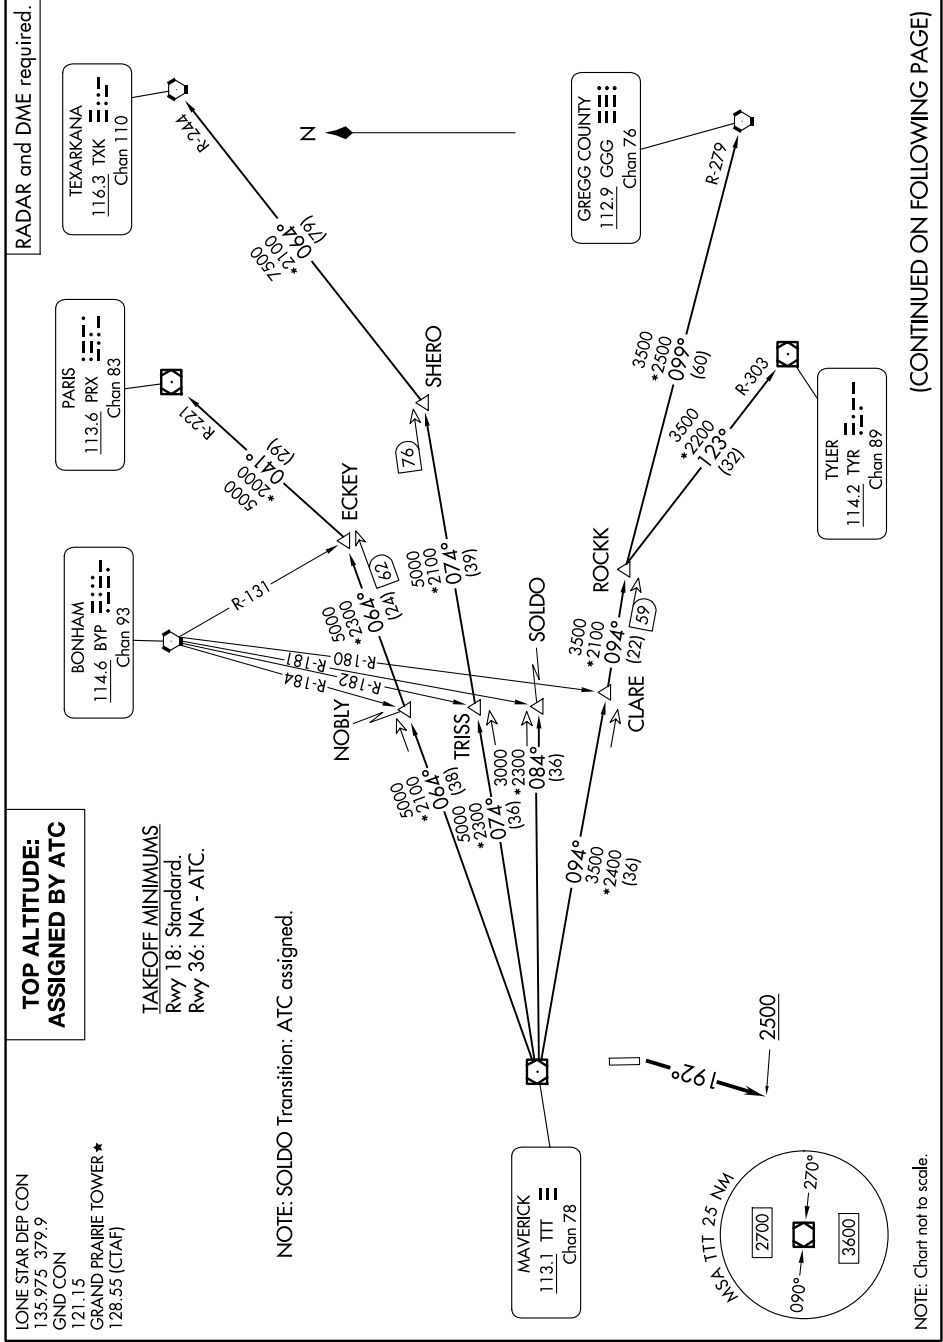 LONE STAR DEP CON
135.975 379.9
GND CON
121.15
GRAND PRAIRIE TOWER ★
128.55 (CTAF)
TOP ALTITUDE:
ASSIGNED BY ATC
RADAR and DME required.
TAKEOFF MINIMUMS
Rwy 18: Standard.
Rwy 36: NA - ATC.
NOTE: SOLDO Transition: ATC assigned.
BONHAM
114.6 BYP
Chan 93
PARIS
113.6 PRX
Chan 83
TEXARKANA
116.3 TXK
Chan 110
R-131
R-184
R-182
R-181
R-180
R-221
5000
*2000
041°
(29)
R-244
7500
*2100
064°
(79)
N
NOBLY
ECKEY
5000
*2300
064°
(24)
62
SHERO
76
5000
*2100
064°
(38)
TRISS
5000
*2100
074°
(39)
5000
*2300
074°
(36)
SOLDO
3000
*2300
084°
(36)
CLARE
094°
3500
*2400
(36)
ROCKK
3500
*2100
094°
(22)
59
3500
*2500
099°
(60)
R-279
3500
*2200
123°
(32)
R-303
GREGG COUNTY
112.9 GGG
Chan 76
TYLER
114.2 TYR
Chan 89
MAVERICK
113.1 TTT
Chan 78
192°
2500
MSA TTT 25 NM
2700
090°
270°
3600
NOTE: Chart not to scale.
(CONTINUED ON FOLLOWING PAGE)